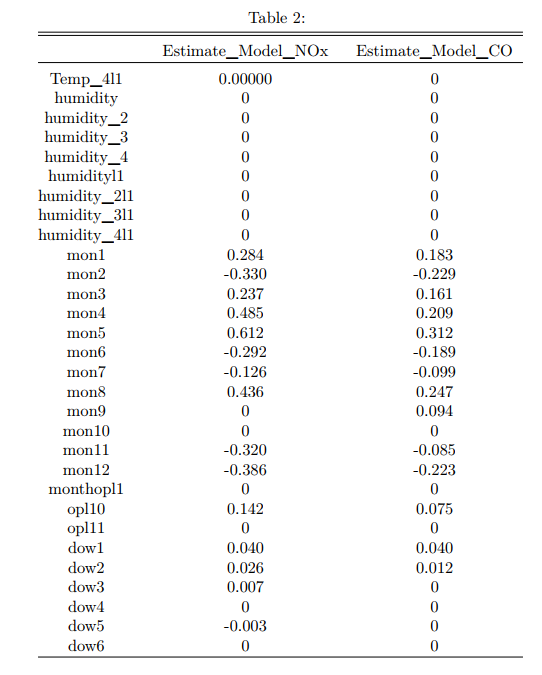 Table 2:
Estimate_Model_NOx Estimate_Model_CO
Temp_4l1 0.00000 0
humidity 0 0
humidity_2 0 0
humidity_3 0 0
humidity_4 0 0
humidityl1 0 0
humidity_2l1 0 0
humidity_3l1 0 0
humidity_4l1 0 0
mon1 0.284 0.183
mon2 -0.330 -0.229
mon3 0.237 0.161
mon4 0.485 0.209
mon5 0.612 0.312
mon6 -0.292 -0.189
mon7 -0.126 -0.099
mon8 0.436 0.247
mon9 0 0.094
mon10 0 0
mon11 -0.320 -0.085
mon12 -0.386 -0.223
monthopl1 0 0
opl10 0.142 0.075
opl11 0 0
dow1 0.040 0.040
dow2 0.026 0.012
dow3 0.007 0
dow4 0 0
dow5 -0.003 0
dow6 0 0